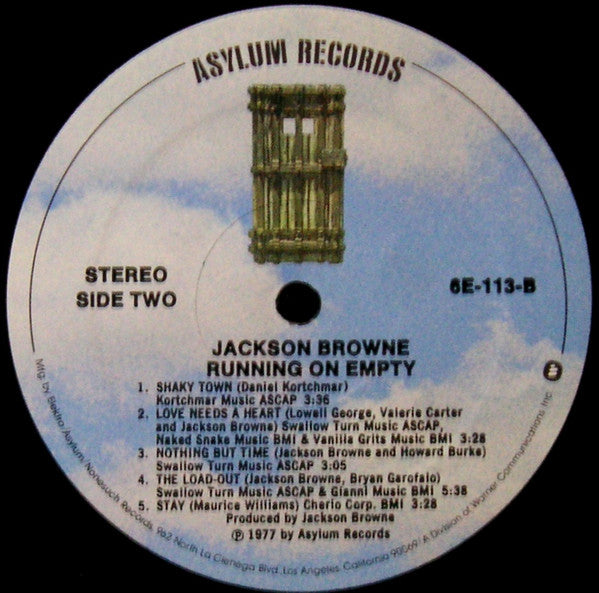 ASYLUM RECORDS
STEREO
SIDE TWO
6E-113-B
JACKSON BROWNE
RUNNING ON EMPTY
1. SHAKY TOWN (Daniel Kortchmar)
Kortchmar Music ASCAP 3:36
2. LOVE NEEDS A HEART (Lowell George, Valerie Carter
and Jackson Browne) Swallow Turn Music ASCAP,
Naked Snake Music BMI & Vanilla Grits Music BMI 3:28
3. NOTHING BUT TIME (Jackson Browne and Howard Burke)
Swallow Turn Music ASCAP 3:05
4. THE LOAD-OUT (Jackson Browne, Bryan Garofalo)
Swallow Turn Music ASCAP & Gianni Music BMI 5:38
5. STAY (Maurice Williams) Cherio Corp. BMI 3:28
Produced by Jackson Browne
℗ 1977 by Asylum Records
Mfg. by Elektra/Asylum/Nonesuch Records, 962 North La Cienega Blvd. Los Angeles, California 90069. A Division of Warner Communications, Inc.